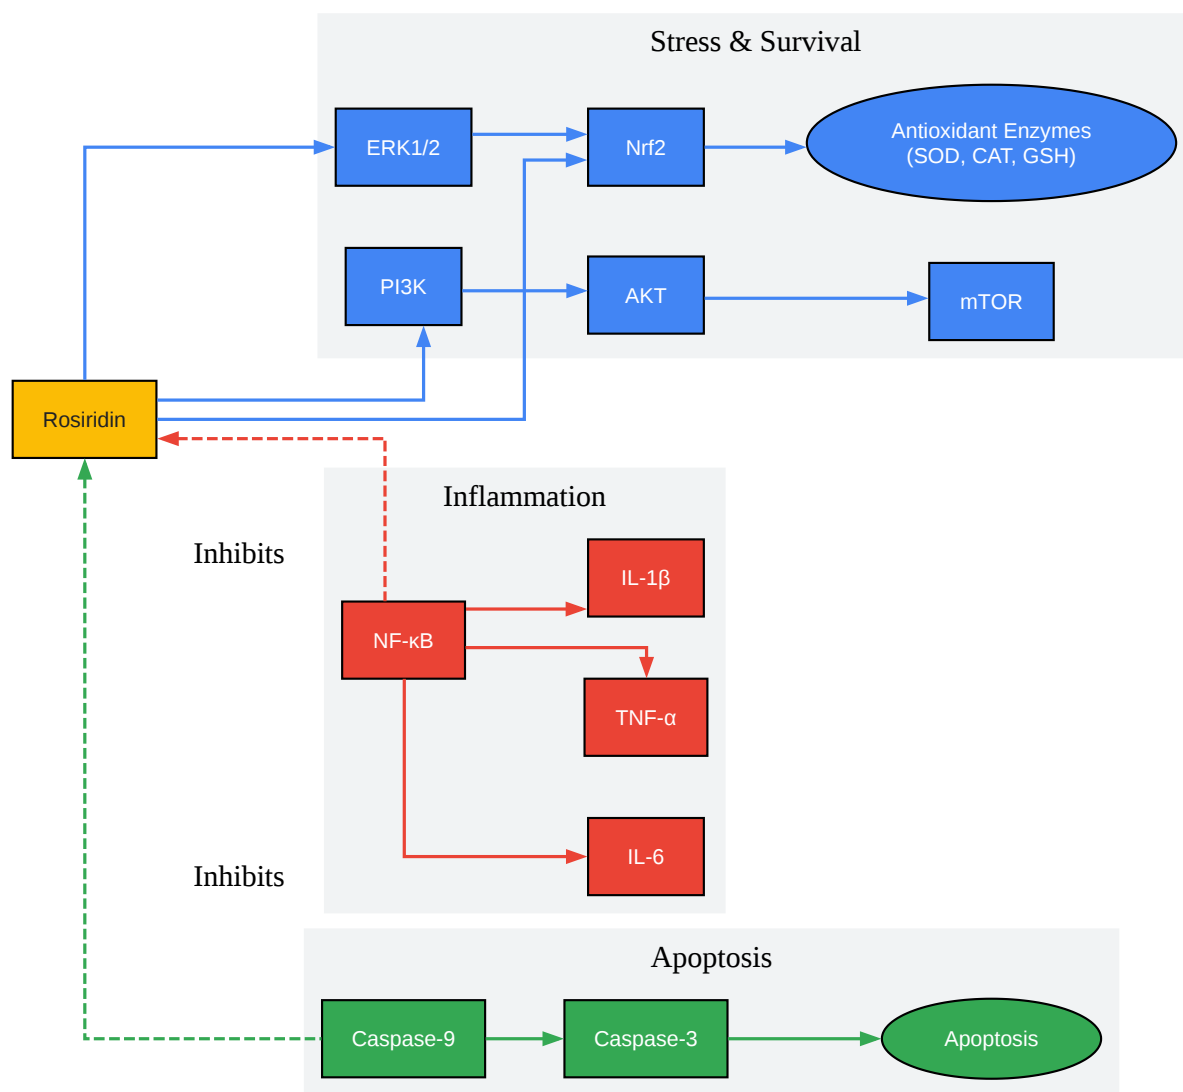 Stress & Survival
ERK1/2
Nrf2
Antioxidant Enzymes
(SOD, CAT, GSH)
PI3K
AKT
mTOR
Rosiridin
Inflammation
Inhibits
IL-1β
NF-κB
TNF-α
IL-6
Inhibits
Apoptosis
Caspase-9
Caspase-3
Apoptosis